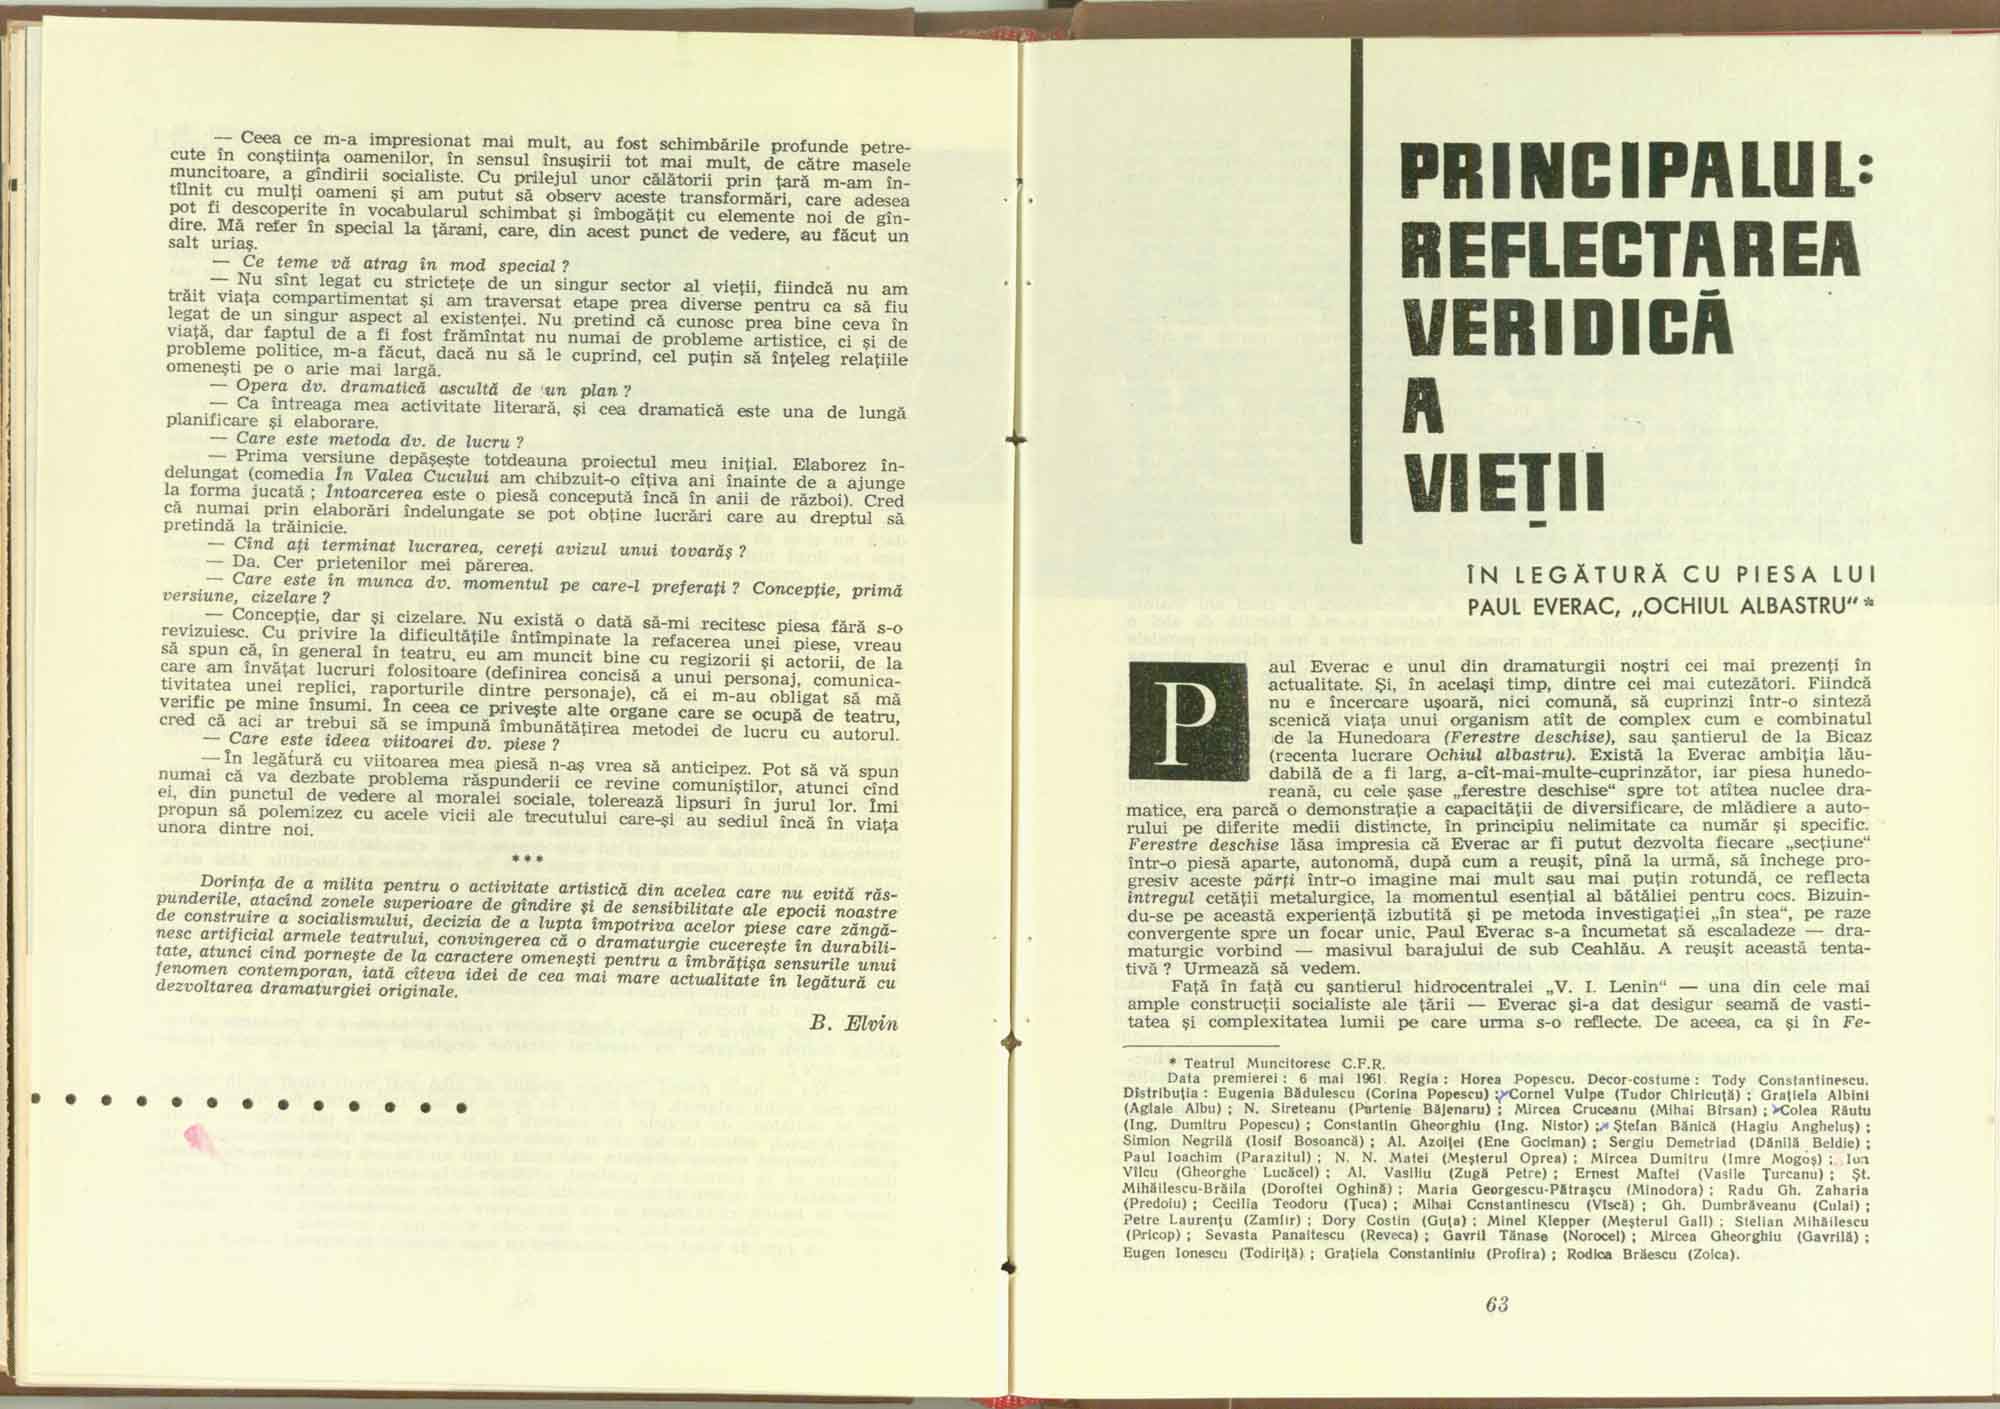 — Ceea ce m-a impresionat mai mult, au fost schimbările profunde petre-
cute în conștiința oamenilor, în sensul însușirii tot mai mult, de către masele
muncitoare, a gîndirii socialiste. Cu prilejul unor călătorii prin țară m-am în-
tîlnit cu mulți oameni și am putut să observ aceste transformări, care adesea
pot fi descoperite în vocabularul schimbat și îmbogățit cu elemente noi de gîn-
dire. Mă refer în special la țărani, care, din acest punct de vedere, au făcut un
salt uriaș.
— Ce teme vă atrag în mod special ?
— Nu sînt legat cu strictețe de un singur sector al vieții, fiindcă nu am
trăit viața compartimentat și am traversat etape prea diverse pentru ca să fiu
legat de un singur aspect al existenței. Nu pretind că cunosc prea bine ceva în
viață, dar faptul de a fi fost frămîntat nu numai de probleme artistice, ci și de
probleme politice, m-a făcut, dacă nu să le cuprind, cel puțin să înțeleg relațiile
omenești pe o arie mai largă.
— Opera dv. dramatică ascultă de un plan ?
— Ca întreaga mea activitate literară, și cea dramatică este una de lungă
planificare și elaborare.
— Care este metoda dv. de lucru ?
— Prima versiune depășește totdeauna proiectul meu inițial. Elaborez în-
delungat (comedia În Valea Cucului am chibzuit-o cîțiva ani înainte de a ajunge
la forma jucată ; Întoarcerea este o piesă concepută încă în anii de război). Cred
că numai prin elaborări îndelungate se pot obține lucrări care au dreptul să
pretindă la trăinicie.
— Cînd ați terminat lucrarea, cereți avizul unui tovarăș ?
— Da. Cer prietenilor mei părerea.
— Care este în munca dv. momentul pe care-l preferați ? Concepție, primă
versiune, cizelare ?
— Concepție, dar și cizelare. Nu există o dată să-mi recitesc piesa fără s-o
revizuiesc. Cu privire la dificultățile întîmpinate la refacerea unei piese, vreau
să spun că, în general în teatru, eu am muncit bine cu regizorii și actorii, de la
care am învățat lucruri folositoare (definirea concisă a unui personaj, comunica-
tivitatea unei replici, raporturile dintre personaje), că ei m-au obligat să mă
verific pe mine însumi. În ceea ce privește alte organe care se ocupă de teatru,
cred că aci ar trebui să se impună îmbunătățirea metodei de lucru cu autorul.
— Care este ideea viitoarei dv. piese ?
— În legătură cu viitoarea mea piesă n-aș vrea să anticipez. Pot să vă spun
numai că va dezbate problema răspunderii ce revine comuniștilor, atunci cînd
ei, din punctul de vedere al moralei sociale, tolerează lipsuri în jurul lor. Îmi
propun să polemizez cu acele vicii ale trecutului care-și au sediul încă în viața
unora dintre noi.
***
Dorința de a milita pentru o activitate artistică din acelea care nu evită răs-
punderile, atacînd zonele superioare de gîndire și de sensibilitate ale epocii noastre
de construire a socialismului, decizia de a lupta împotriva acelor piese care zăngă-
nesc artificial armele teatrului, convingerea că o dramaturgie cucerește în durabili-
tate, atunci cînd pornește de la caractere omenești pentru a îmbrățișa sensurile unui
fenomen contemporan, iată cîteva idei de cea mai mare actualitate în legătură cu
dezvoltarea dramaturgiei originale.
B. Elvin
PRINCIPALUL:
REFLECTAREA
VERIDICĂ
A
VIEȚII
ÎN LEGĂTURĂ CU PIESA LUI
PAUL EVERAC, „OCHIUL ALBASTRU“ *
Paul Everac e unul din dramaturgii noștri cei mai prezenți în
actualitate. Și, în același timp, dintre cei mai cutezători. Fiindcă
nu e încercare ușoară, nici comună, să cuprinzi într-o sinteză
scenică viața unui organism atît de complex cum e combinatul
de la Hunedoara (Ferestre deschise), sau șantierul de la Bicaz
(recenta lucrare Ochiul albastru). Există la Everac ambiția lău-
dabilă de a fi larg, a-cît-mai-multe-cuprinzător, iar piesa hunedo-
reană, cu cele șase „ferestre deschise“ spre tot atîtea nuclee dra-
matice, era parcă o demonstrație a capacității de diversificare, de mlădiere a auto-
rului pe diferite medii distincte, în principiu nelimitate ca număr și specific.
Ferestre deschise lăsa impresia că Everac ar fi putut dezvolta fiecare „secțiune“
într-o piesă aparte, autonomă, după cum a reușit, pînă la urmă, să închege pro-
gresiv aceste părți într-o imagine mai mult sau mai puțin rotundă, ce reflecta
întregul cetății metalurgice, la momentul esențial al bătăliei pentru cocs. Bizuin-
du-se pe această experiență izbutită și pe metoda investigației „în stea“, pe raze
convergente spre un focar unic, Paul Everac s-a încumetat să escaladeze — dra-
maturgic vorbind — masivul barajului de sub Ceahlău. A reușit această tenta-
tivă ? Urmează să vedem.
Față în față cu șantierul hidrocentralei „V. I. Lenin“ — una din cele mai
ample construcții socialiste ale țării — Everac și-a dat desigur seamă de vasti-
tatea și complexitatea lumii pe care urma s-o reflecte. De aceea, ca și în Fe-
* Teatrul Muncitoresc C.F.R.
Data premierei : 6 mai 1961. Regia : Horea Popescu. Decor-costume : Tody Constantinescu.
Distribuția : Eugenia Bădulescu (Corina Popescu) ; Cornel Vulpe (Tudor Chiricuță) ; Grațiela Albini
(Aglaie Albu) ; N. Sireteanu (Partenie Băjenaru) ; Mircea Cruceanu (Mihai Bîrsan) ; Colea Răutu
(Ing. Dumitru Popescu) ; Constantin Gheorghiu (Ing. Nistor) ; Ștefan Bănică (Hagiu Angheluș) ;
Simion Negrilă (Iosif Bosoancă) ; Al. Azoiței (Ene Gociman) ; Sergiu Demetriad (Dănilă Beldie) ;
Paul Ioachim (Parazitul) ; N. N. Matei (Meșterul Oprea) ; Mircea Dumitru (Imre Mogoș) ; Ion
Vîlcu (Gheorghe Lucăcel) ; Al. Vasiliu (Zugă Petre) ; Ernest Maftei (Vasile Țurcanu) ; Șt.
Mihăilescu-Brăila (Doroftei Oghină) ; Maria Georgescu-Pătrașcu (Minodora) ; Radu Gh. Zaharia
(Predoiu) ; Cecilia Teodoru (Țuca) ; Mihai Constantinescu (Vîscă) ; Gh. Dumbrăveanu (Culai) ;
Petre Laurențu (Zamfir) ; Dory Costin (Guța) ; Minel Klepper (Meșterul Gall) ; Stelian Mihăilescu
(Pricop) ; Sevasta Panaitescu (Reveca) ; Gavril Tănase (Norocel) ; Mircea Gheorghiu (Gavrilă) ;
Eugen Ionescu (Todiriță) ; Grațiela Constantiniu (Profira) ; Rodica Brăescu (Zoica).
63